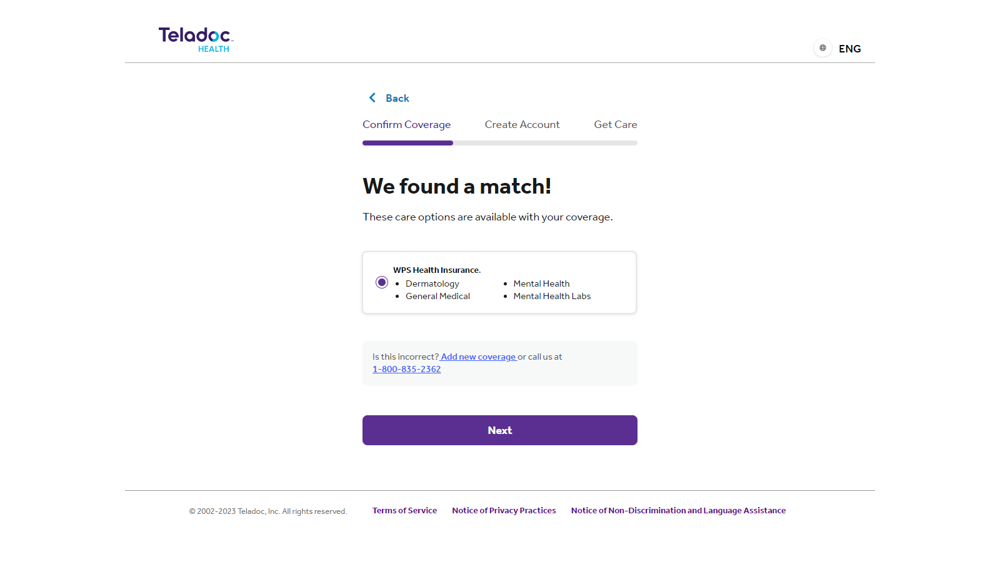 Teladoc™
HEALTH
ENG
Back
Confirm Coverage Create Account Get Care
We found a match!
These care options are available with your coverage.
WPS Health Insurance.
• Dermatology • Mental Health
• General Medical • Mental Health Labs
Is this incorrect? Add new coverage or call us at
1-800-835-2362
Next
© 2002-2023 Teladoc, Inc. All rights reserved. Terms of Service Notice of Privacy Practices Notice of Non-Discrimination and Language Assistance